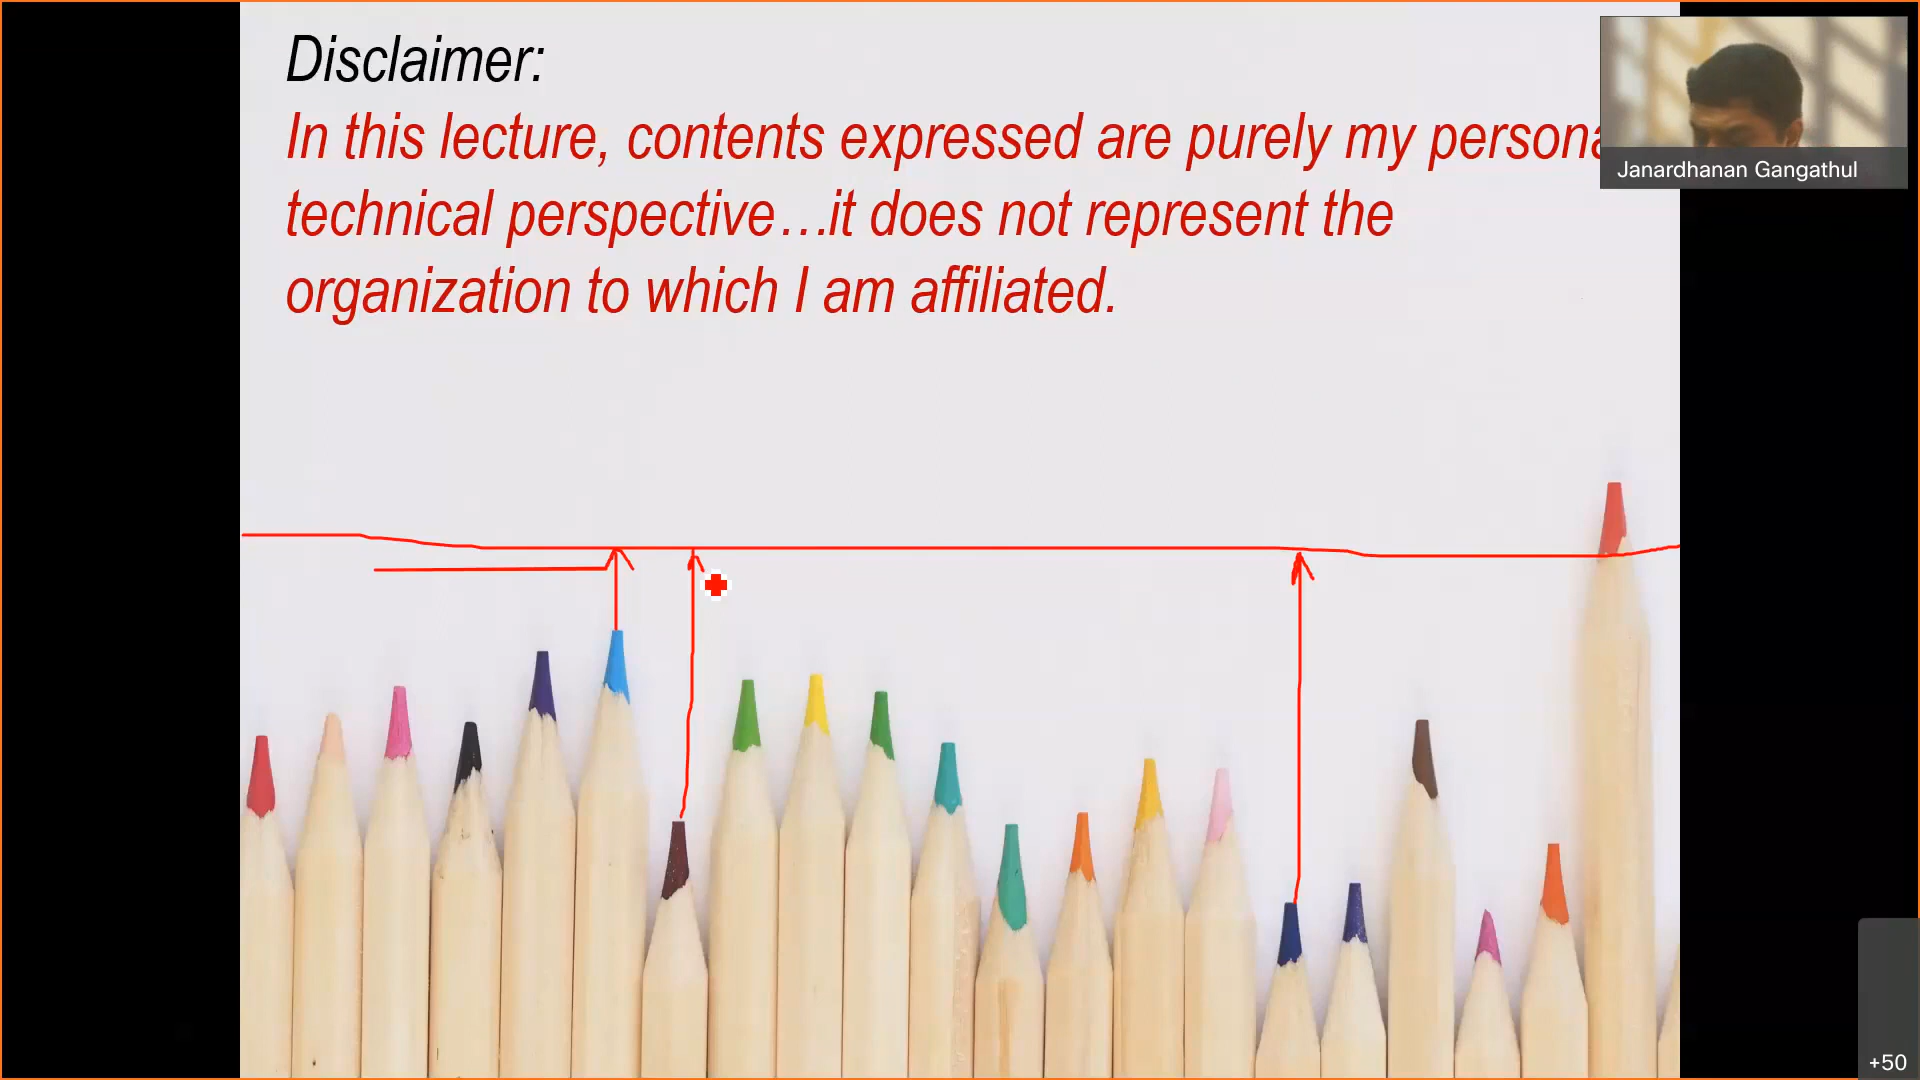 Disclaimer:
In this lecture, contents expressed are purely my
technical perspective…it does not represent the
organization to which I am affiliated.
Janardhanan Gangathul
+50